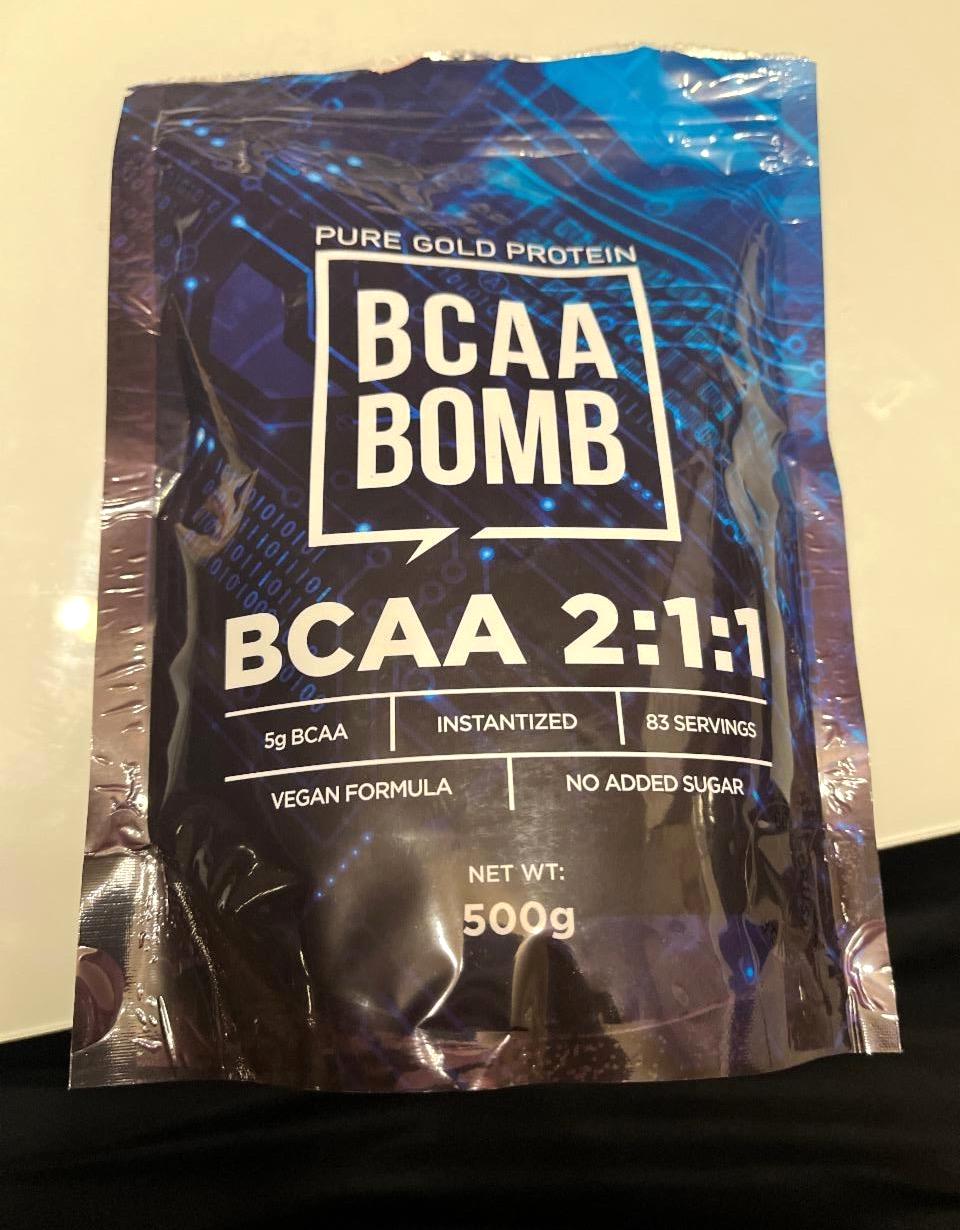 PURE GOLD PROTEIN
BCAA
BOMB
BCAA 2:1:1
5g BCAA
INSTANTIZED
83 SERVINGS
VEGAN FORMULA
NO ADDED SUGAR
NET WT:
500g